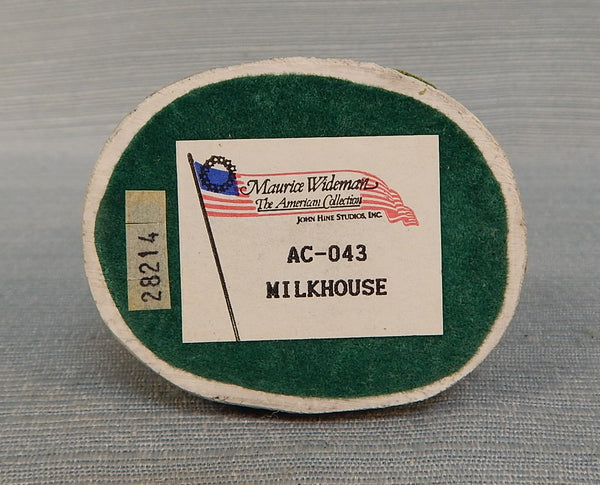 Maurice Wideman
The American Collection
JOHN HINE STUDIOS, INC.
AC-043
MILKHOUSE
28214